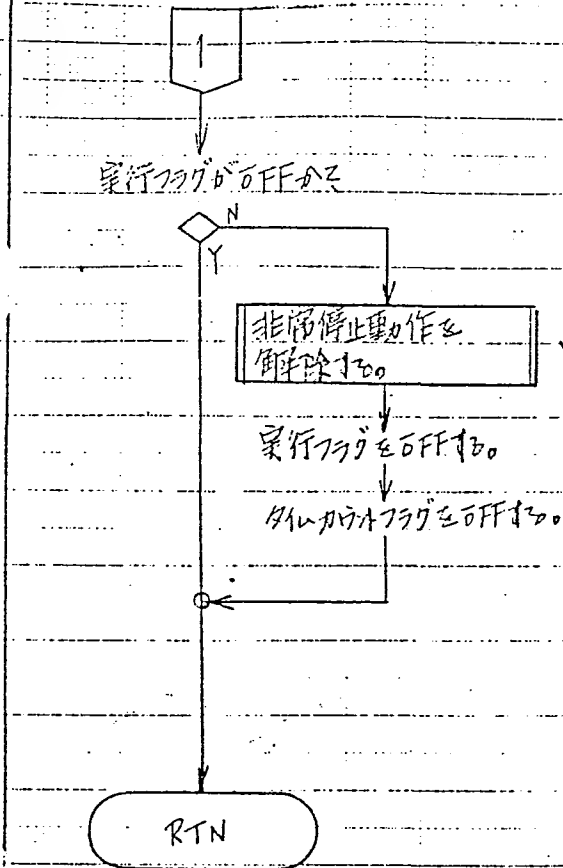 1
実行フラグがOFFか?
N
Y
非常停止動作を
解除する。
実行フラグをOFFする。
タイムカウントフラグをOFFする。
RTN